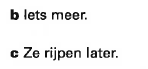 b Iets meer.
c Ze rijpen later.